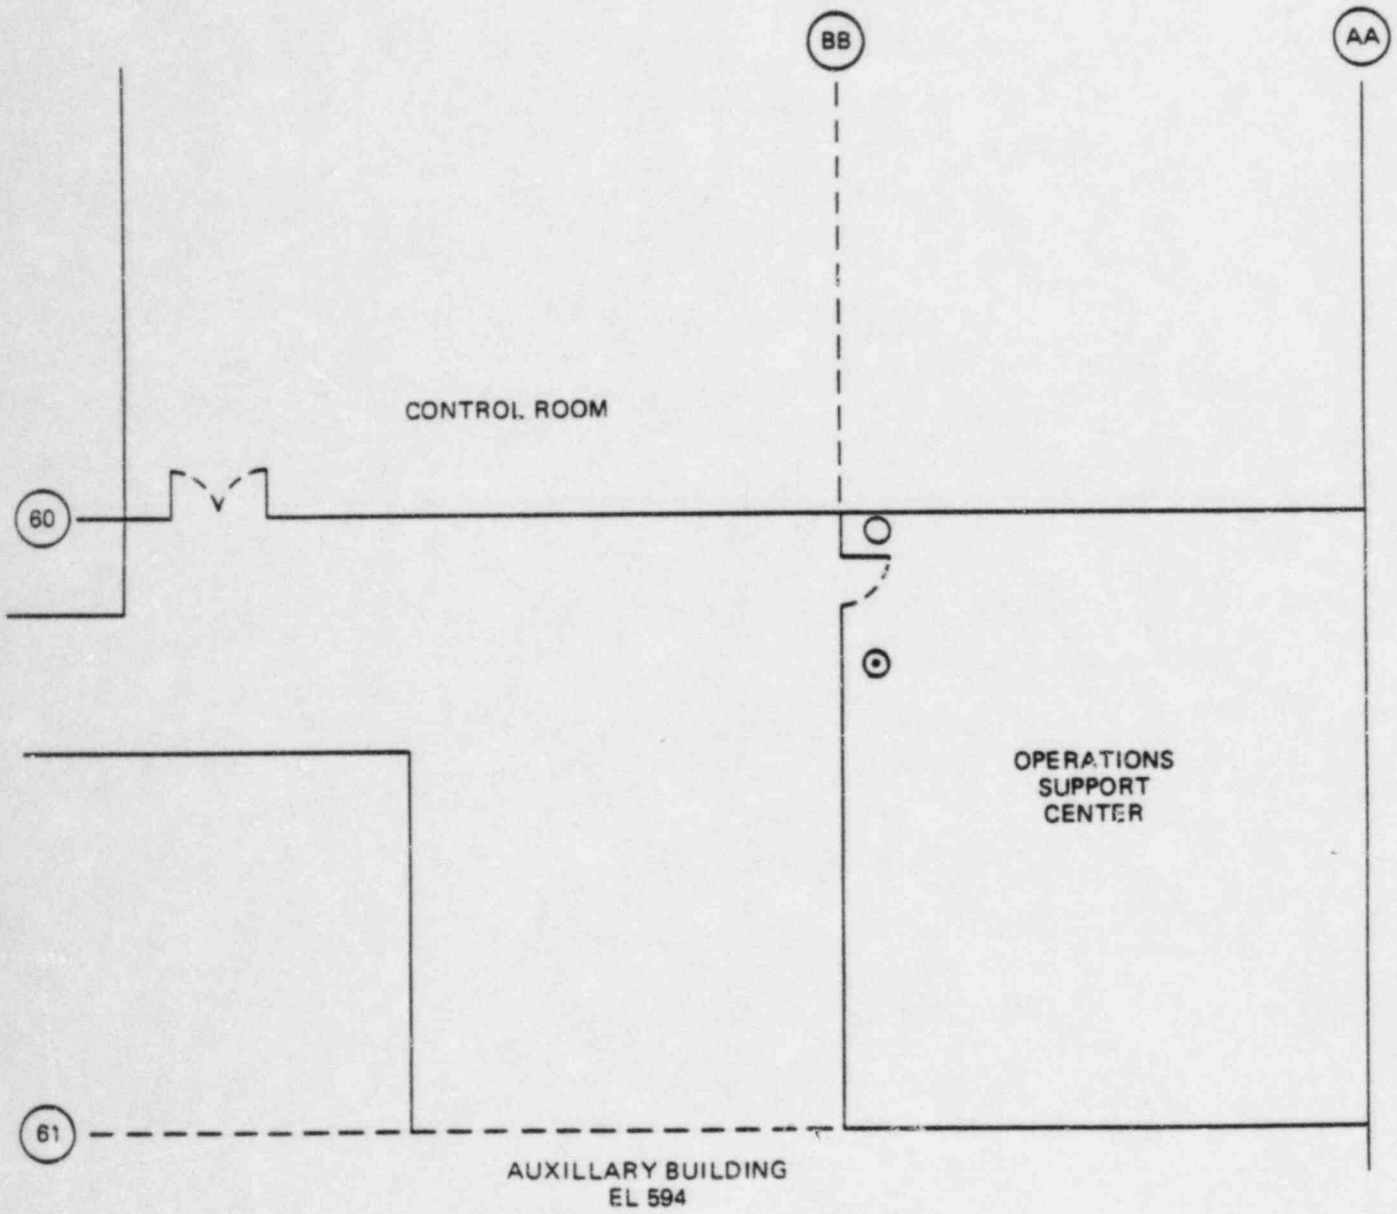 BB
AA
CONTROL ROOM
60
OPERATIONS
SUPPORT
CENTER
61
AUXILLARY BUILDING
EL 594